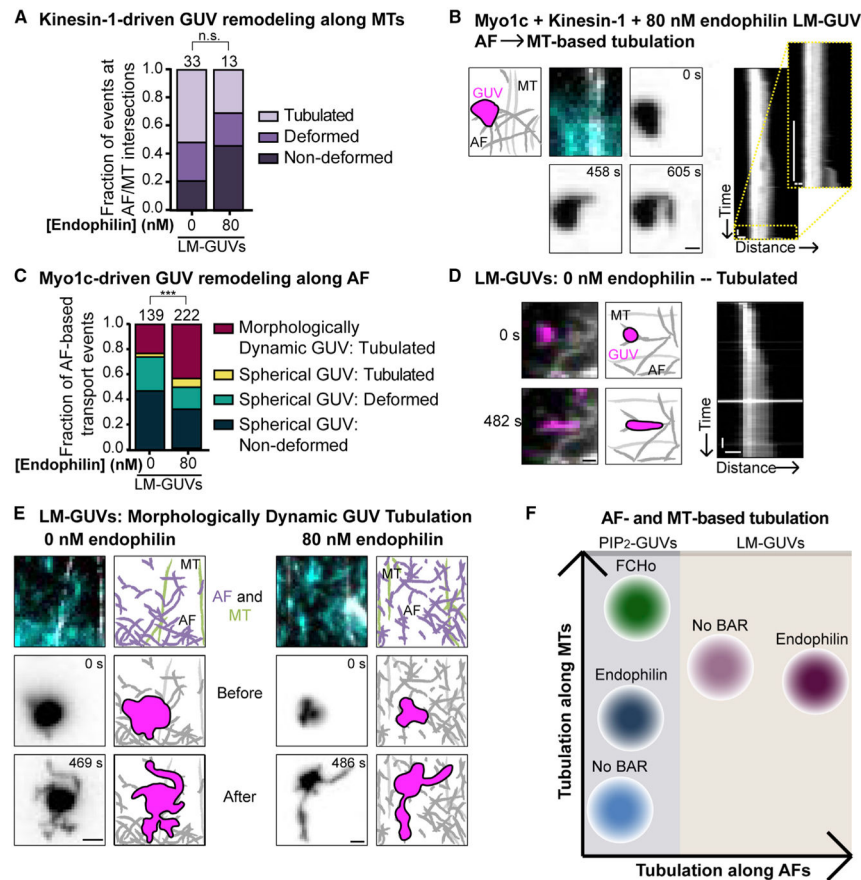 A Kinesin-1-driven GUV remodeling along MTs
n.s.
33 13
Fraction of events at
AF/MT intersections
1.0
0.8
0.6
0.4
0.2
0.0
Tubulated
Deformed
Non-deformed
0 80
[Endophilin] (nM)
LM-GUVs
B Myo1c + Kinesin-1 + 80 nM endophilin LM-GUV
AF → MT-based tubulation
GUV
MT
AF
0 s
458 s
605 s
Time
Distance
C Myo1c-driven GUV remodeling along AF
***
139 222
Fraction of AF-based
transport events
1.0
0.8
0.6
0.4
0.2
0.0
Morphologically
Dynamic GUV: Tubulated
Spherical GUV: Tubulated
Spherical GUV: Deformed
Spherical GUV:
Non-deformed
0 80
[Endophilin] (nM)
LM-GUVs
D LM-GUVs: 0 nM endophilin -- Tubulated
0 s
MT
GUV
AF
482 s
Time
Distance
E LM-GUVs: Morphologically Dynamic GUV Tubulation
0 nM endophilin 80 nM endophilin
MT
AF
AF and
MT
MT
AF
0 s
Before
0 s
469 s
After
486 s
F AF- and MT-based tubulation
PIP2-GUVs LM-GUVs
FCHo
No BAR
Endophilin
Endophilin
No BAR
Tubulation along MTs
Tubulation along AFs